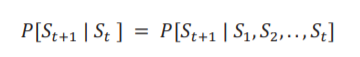 P[S_{t+1} | S_t ] = P[S_{t+1} | S_1, S_2, . . , S_t]